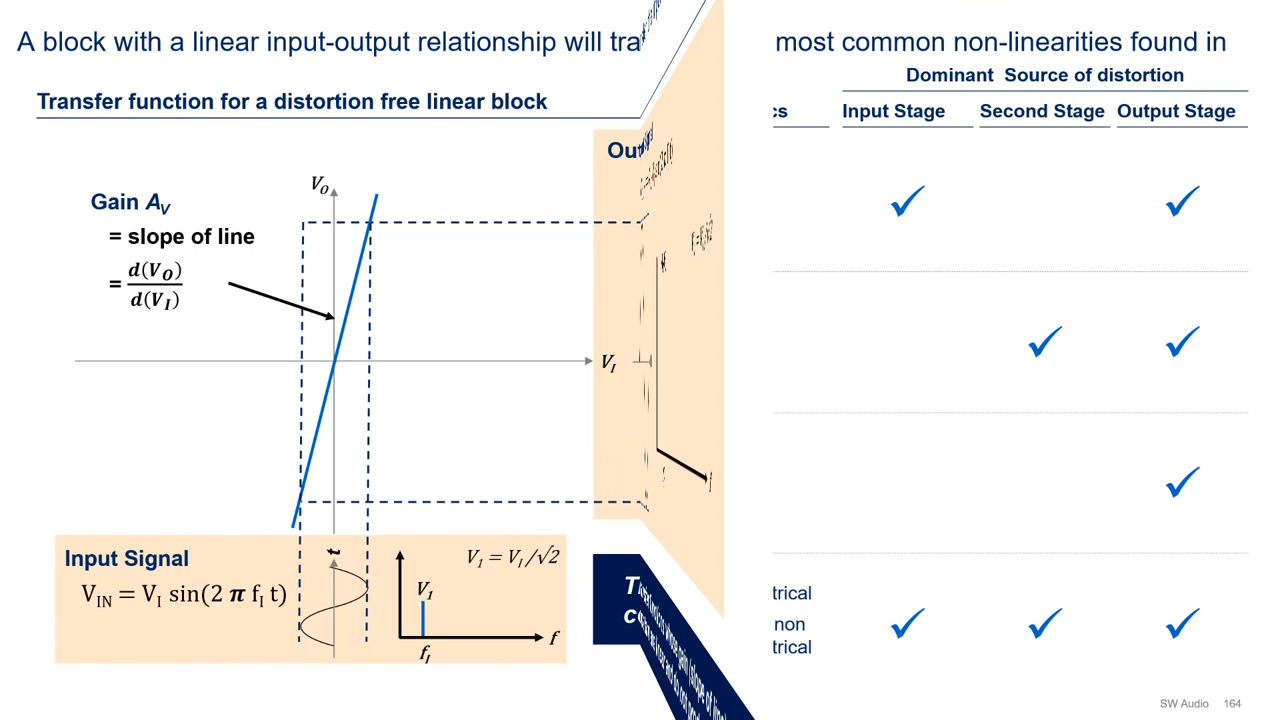 A block with a linear input-output relationship will tra
most common non-linearities found in
Transfer function for a distortion free linear block
Dominant Source of distortion
Input Stage Second Stage Output Stage
V_O
Gain A_V
= slope of line
= d(V_O)
d(V_I)
V_I
Out
Input Signal
V_IN = V_I sin(2 π f_I t)
t
V_1 = V_I/√2
V_1
f
f_I
trical
non
trical
SW Audio 164